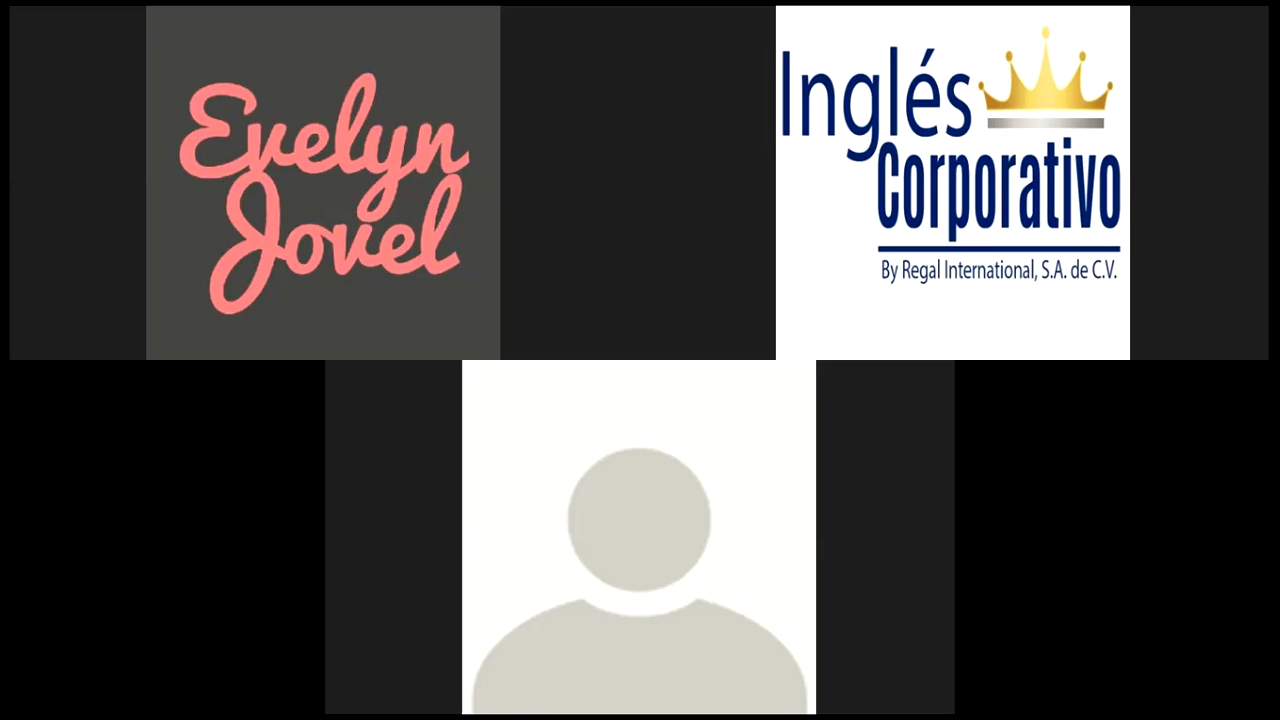 Evelyn
Jovel
Inglés
Corporativo
By Regal International, S.A. de C.V.